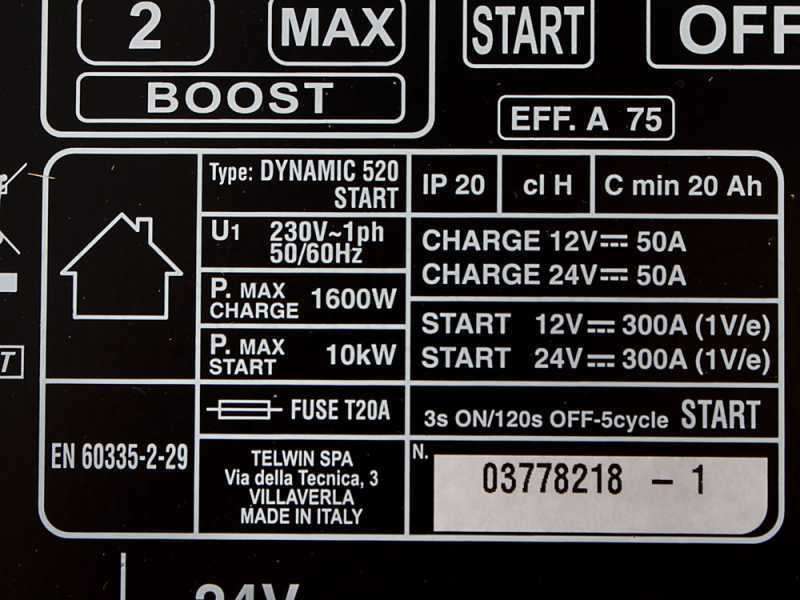 2
MAX
START
OFF
BOOST
EFF. A 75
Type: DYNAMIC 520
START
IP 20
cl H
C min 20 Ah
U1 230V~1ph
50/60Hz
CHARGE 12V⎓ 50A
CHARGE 24V⎓ 50A
P. MAX
CHARGE 1600W
START 12V⎓ 300A (1V/e)
START 24V⎓ 300A (1V/e)
P. MAX
START 10kW
FUSE T20A
3s ON/120s OFF-5cycle START
EN 60335-2-29
TELWIN SPA
Via della Tecnica, 3
VILLAVERLA
MADE IN ITALY
N.
03778218 - 1
T
24V